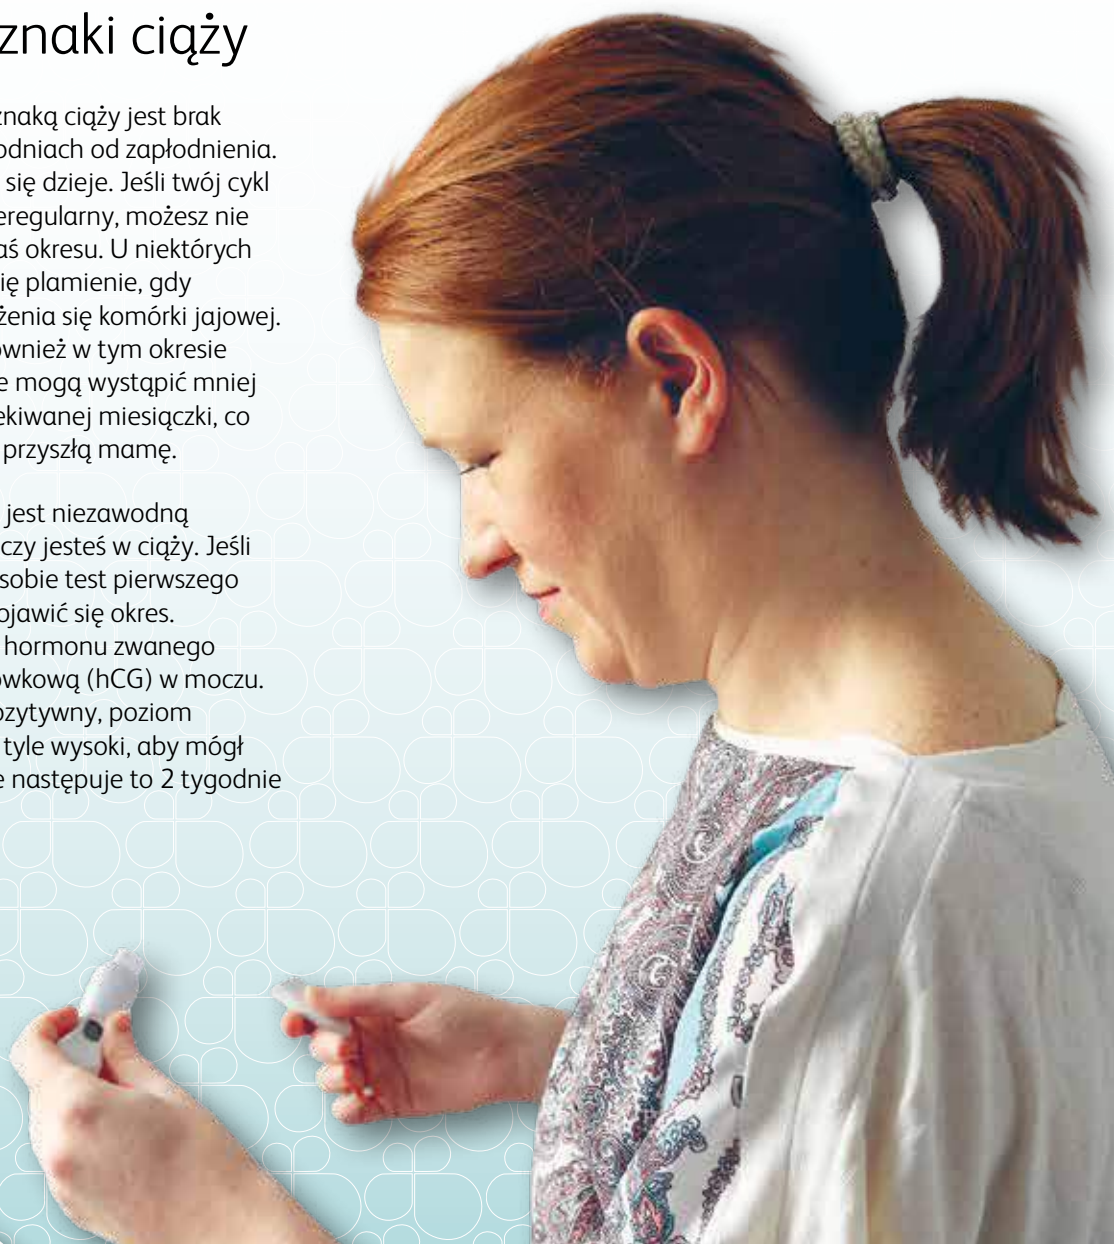 znaki ciąży
znaką ciąży jest brak
odniach od zapłodnienia.
się dzieje. Jeśli twój cykl
eregularny, możesz nie
aś okresu. U niektórych
ię plamienie, gdy
żenia się komórki jajowej.
ównież w tym okresie
e mogą wystąpić mniej
ekiwanej miesiączki, co
przyszłą mamę.
jest niezawodną
czy jesteś w ciąży. Jeśli
sobie test pierwszego
ojawić się okres.
hormonu zwanego
ówkową (hCG) w moczu.
ozytywny, poziom
tyle wysoki, aby mógł
e następuje to 2 tygodnie